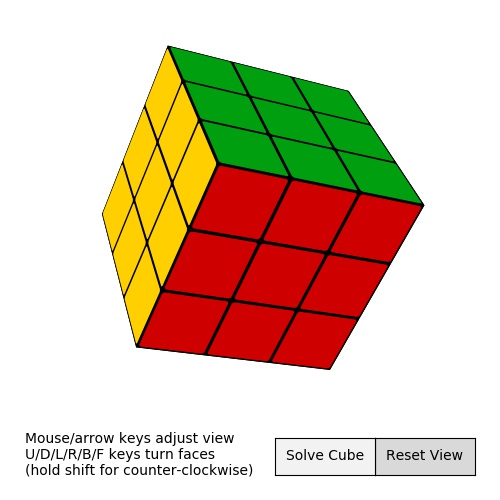 Mouse/arrow keys adjust view
U/D/L/R/B/F keys turn faces
(hold shift for counter-clockwise)
Solve Cube
Reset View